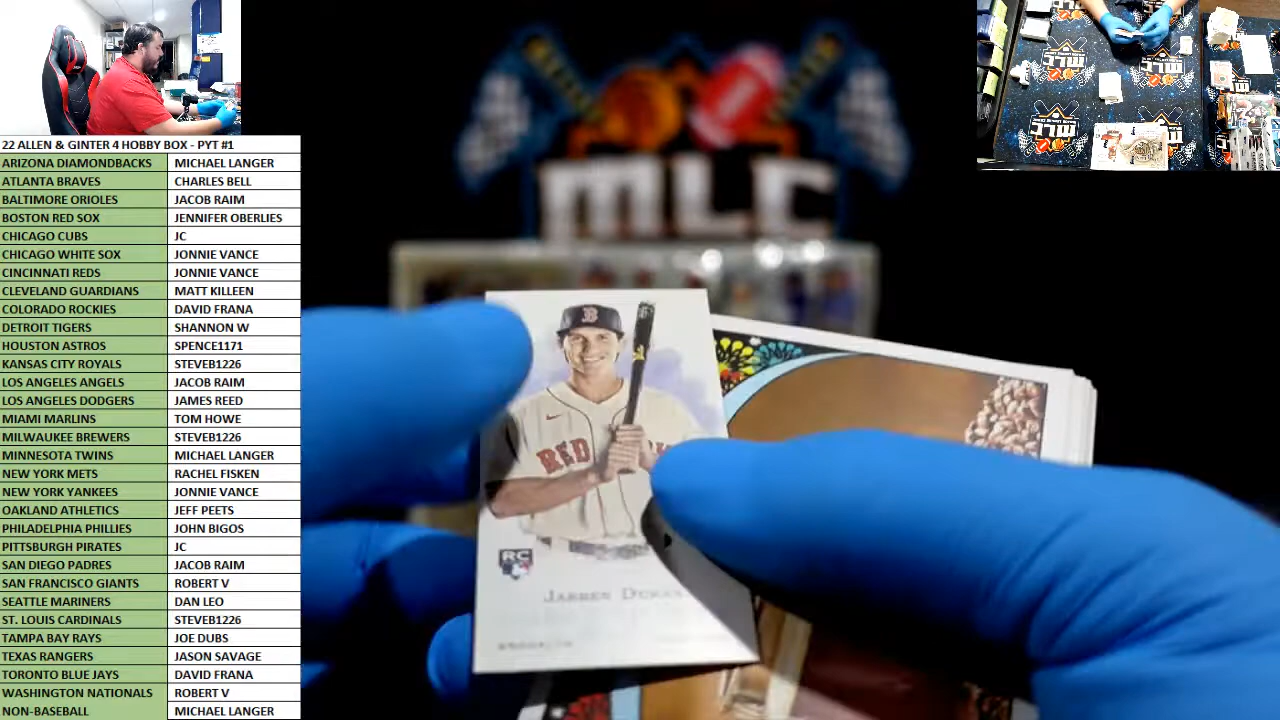 22 ALLEN & GINTER 4 HOBBY BOX - PYT #1
ARIZONA DIAMONDBACKS MICHAEL LANGER
ATLANTA BRAVES CHARLES BELL
BALTIMORE ORIOLES JACOB RAIM
BOSTON RED SOX JENNIFER OBERLIES
CHICAGO CUBS JC
CHICAGO WHITE SOX JONNIE VANCE
CINCINNATI REDS JONNIE VANCE
CLEVELAND GUARDIANS MATT KILLEEN
COLORADO ROCKIES DAVID FRANA
DETROIT TIGERS SHANNON W
HOUSTON ASTROS SPENCE1171
KANSAS CITY ROYALS STEVEB1226
LOS ANGELES ANGELS JACOB RAIM
LOS ANGELES DODGERS JAMES REED
MIAMI MARLINS TOM HOWE
MILWAUKEE BREWERS STEVEB1226
MINNESOTA TWINS MICHAEL LANGER
NEW YORK METS RACHEL FISKEN
NEW YORK YANKEES JONNIE VANCE
OAKLAND ATHLETICS JEFF PEETS
PHILADELPHIA PHILLIES JOHN BIGOS
PITTSBURGH PIRATES JC
SAN DIEGO PADRES JACOB RAIM
SAN FRANCISCO GIANTS ROBERT V
SEATTLE MARINERS DAN LEO
ST. LOUIS CARDINALS STEVEB1226
TAMPA BAY RAYS JOE DUBS
TEXAS RANGERS JASON SAVAGE
TORONTO BLUE JAYS DAVID FRANA
WASHINGTON NATIONALS ROBERT V
NON-BASEBALL MICHAEL LANGER
MLC
B
RED
RC
JARREN DURAN